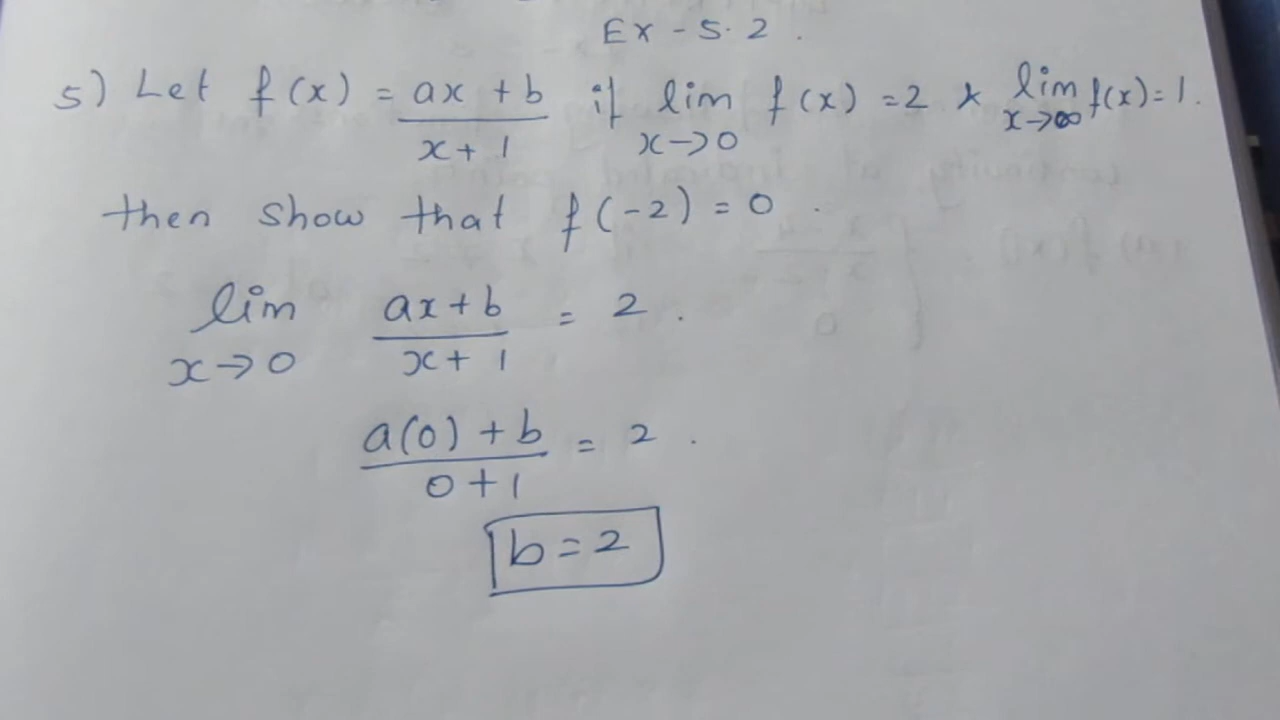 Ex - 5.2.
5) Let f(x) = ax + b / x + 1 if lim x→0 f(x) = 2 & lim x→∞ f(x) = 1.
then show that f(-2) = 0.
lim x→0 ax + b / x + 1 = 2.
a(0) + b / 0 + 1 = 2.
b = 2